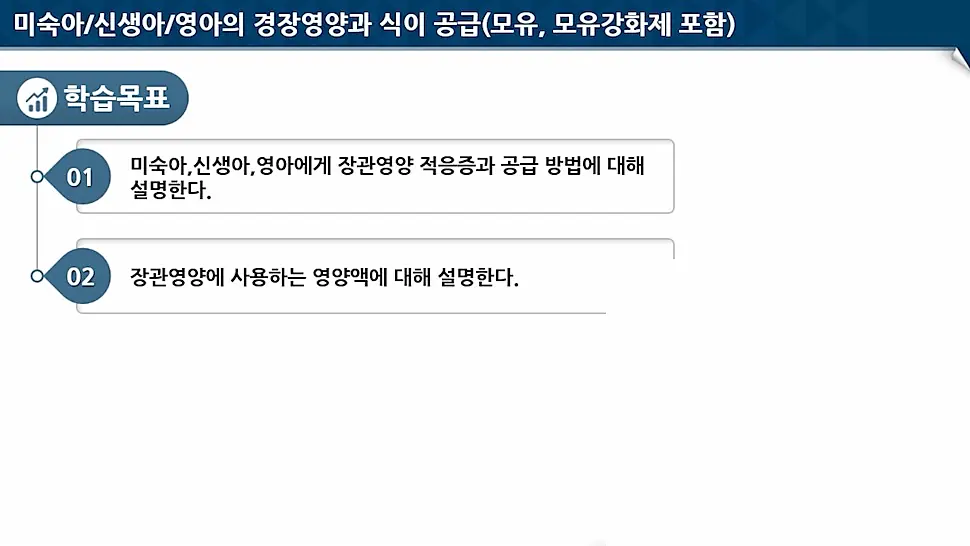 미숙아/신생아/영아의 경장영양과 식이 공급(모유, 모유강화제 포함)
학습목표
01
미숙아,신생아,영아에게 장관영양 적응증과 공급 방법에 대해
설명한다.
02
장관영양에 사용하는 영양액에 대해 설명한다.